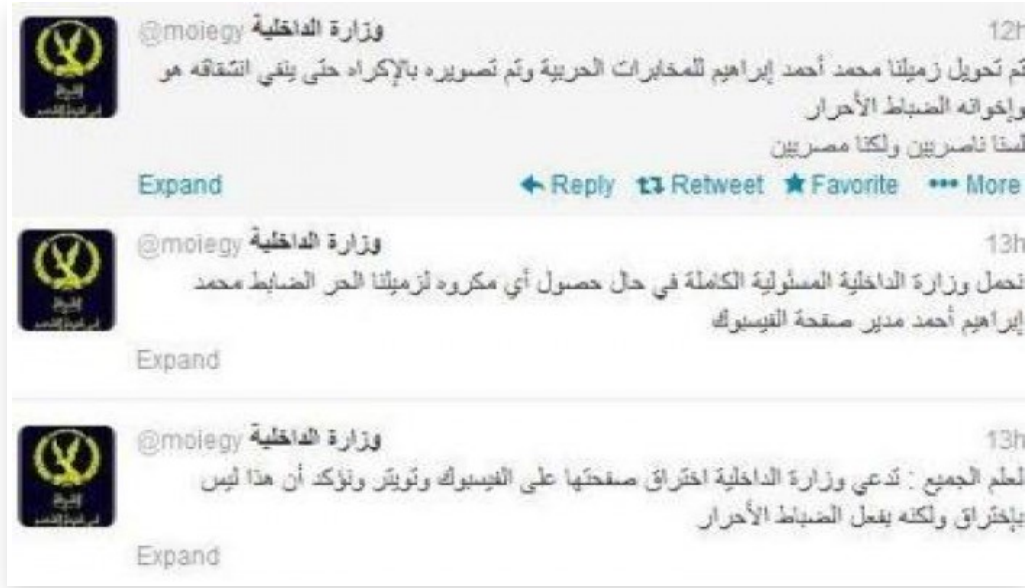 وزارة الداخلية @moiegy 12h
تم تحويل زميلنا محمد أحمد إبراهيم للمخابرات الحربية وتم تصويره بالإكراه حتى ينفي انشقاقه هو
وإخوانه الضباط الأحرار
لسنا ناصريين ولكنا مصريين
Expand Reply Retweet Favorite More
وزارة الداخلية @moiegy 13h
نحمل وزارة الداخلية المسئولية الكاملة في حال حصول أي مكروه لزميلنا الحر الضابط محمد
إبراهيم أحمد مدير صفحة الفيسبوك
Expand
وزارة الداخلية @moiegy 13h
لعلم الجميع : تدعي وزارة الداخلية اختراق صفحتها على الفيسبوك وتويتر ونؤكد أن هذا ليس
بإختراق ولكنه بفعل الضباط الأحرار
Expand